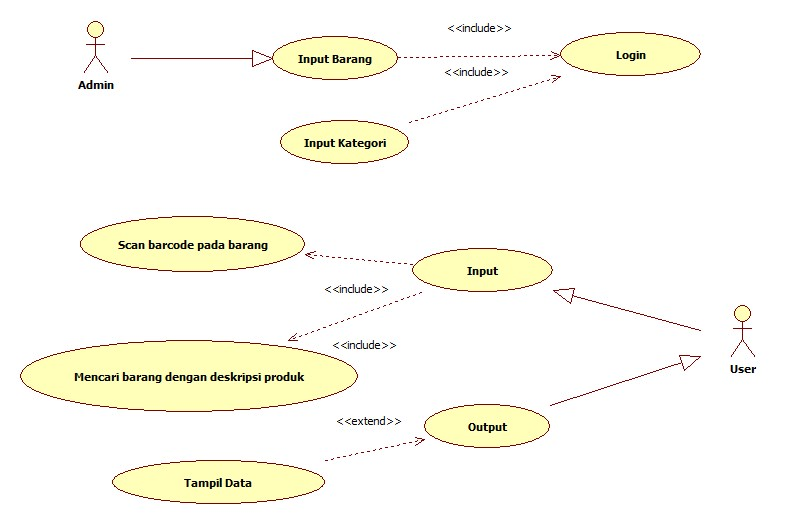 <<include>>
Input Barang
Login
<<include>>
Admin
Input Kategori
Scan barcode pada barang
Input
<<include>>
<<include>>
Mencari barang dengan deskripsi produk
User
<<extend>>
Output
Tampil Data